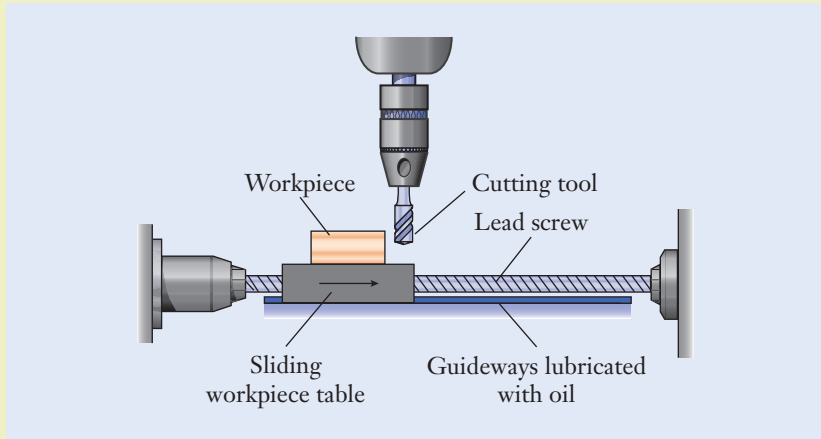 Workpiece
Cutting tool
Lead screw
Sliding
workpiece table
Guideways lubricated
with oil